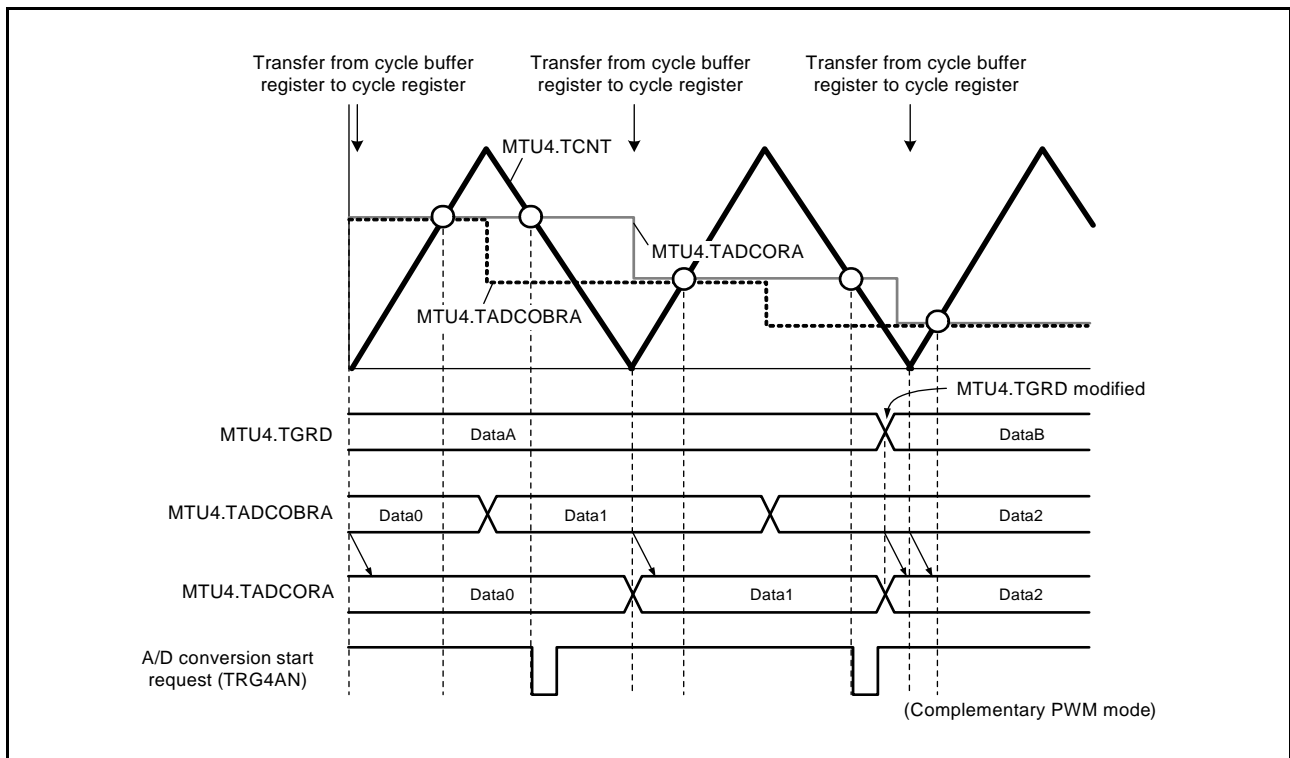 Transfer from cycle buffer
register to cycle register
Transfer from cycle buffer
register to cycle register
Transfer from cycle buffer
register to cycle register
MTU4.TCNT
MTU4.TADCORA
MTU4.TADCOBRA
MTU4.TGRD modified
MTU4.TGRD
DataA
DataB
MTU4.TADCOBRA
Data0
Data1
Data2
MTU4.TADCORA
Data0
Data1
Data2
A/D conversion start
request (TRG4AN)
(Complementary PWM mode)